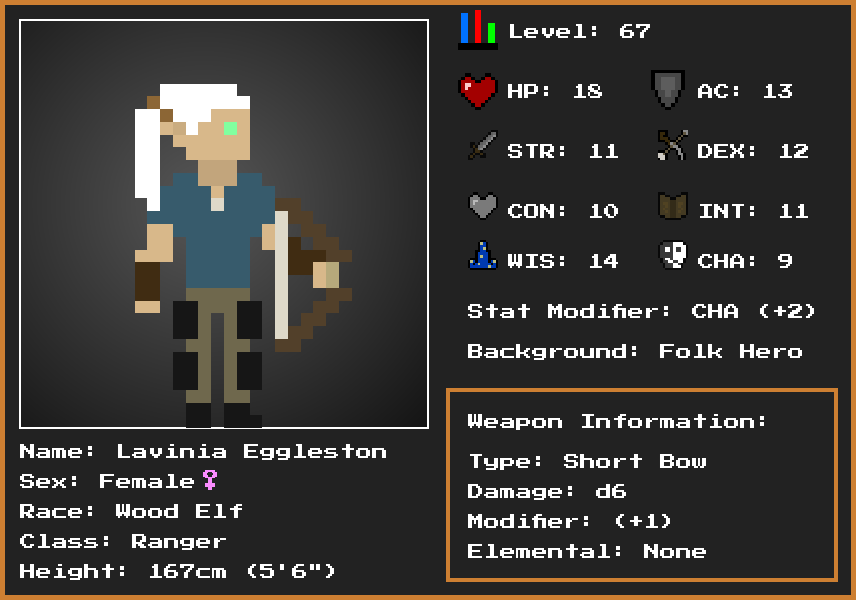 Level: 67
HP: 18 AC: 13
STR: 11 DEX: 12
CON: 10 INT: 11
WIS: 14 CHA: 9
Stat Modifier: CHA (+2)
Background: Folk Hero
Weapon Information:
Type: Short Bow
Damage: d6
Modifier: (+1)
Elemental: None
Name: Lavinia Eggleston
Sex: Female♀
Race: Wood Elf
Class: Ranger
Height: 167cm (5'6")